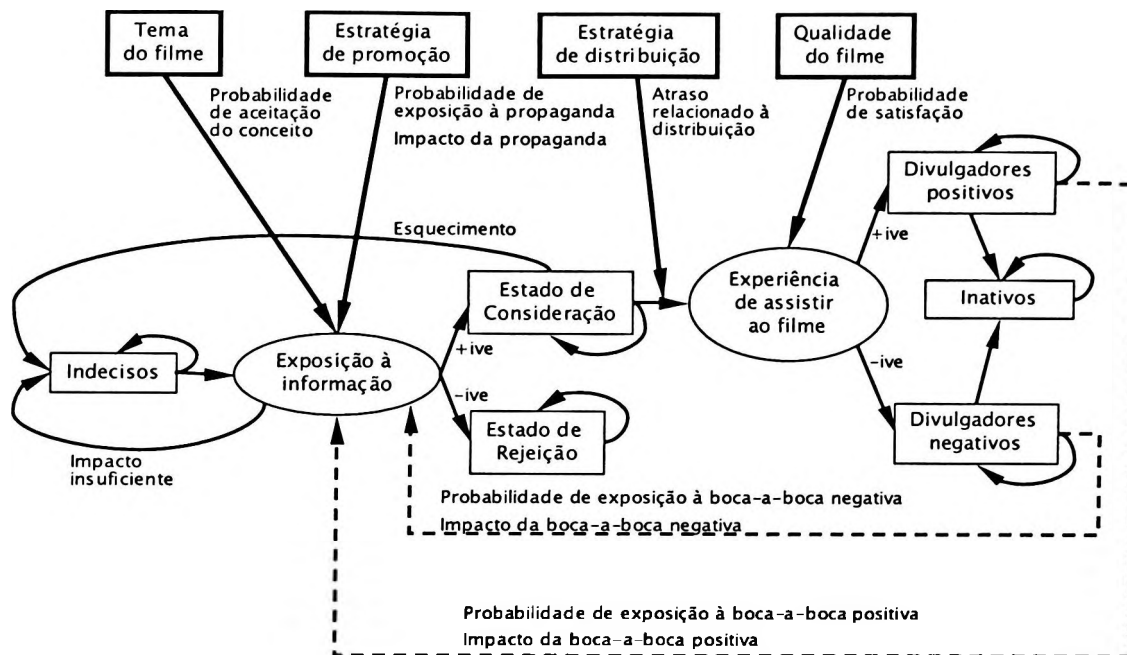 Tema
do filme
Estratégia
de promoção
Estratégia
de distribuição
Qualidade
do filme
Probabilidade
de aceitação
do conceito
Probabilidade de
exposição à propaganda
Impacto da propaganda
Atraso
relacionado à
distribuição
Probabilidade
de satisfação
Divulgadores
positivos
+ive
Esquecimento
Inativos
Estado de
Consideração
Experiência
de assistir
ao filme
Indecisos
Exposição à
informação
+ive
-ive
-ive
Estado de
Rejeição
Divulgadores
negativos
Impacto
insuficiente
Probabilidade de exposição à boca-a-boca negativa
Impacto da boca-a-boca negativa
Probabilidade de exposição à boca-a-boca positiva
Impacto da boca-a-boca positiva